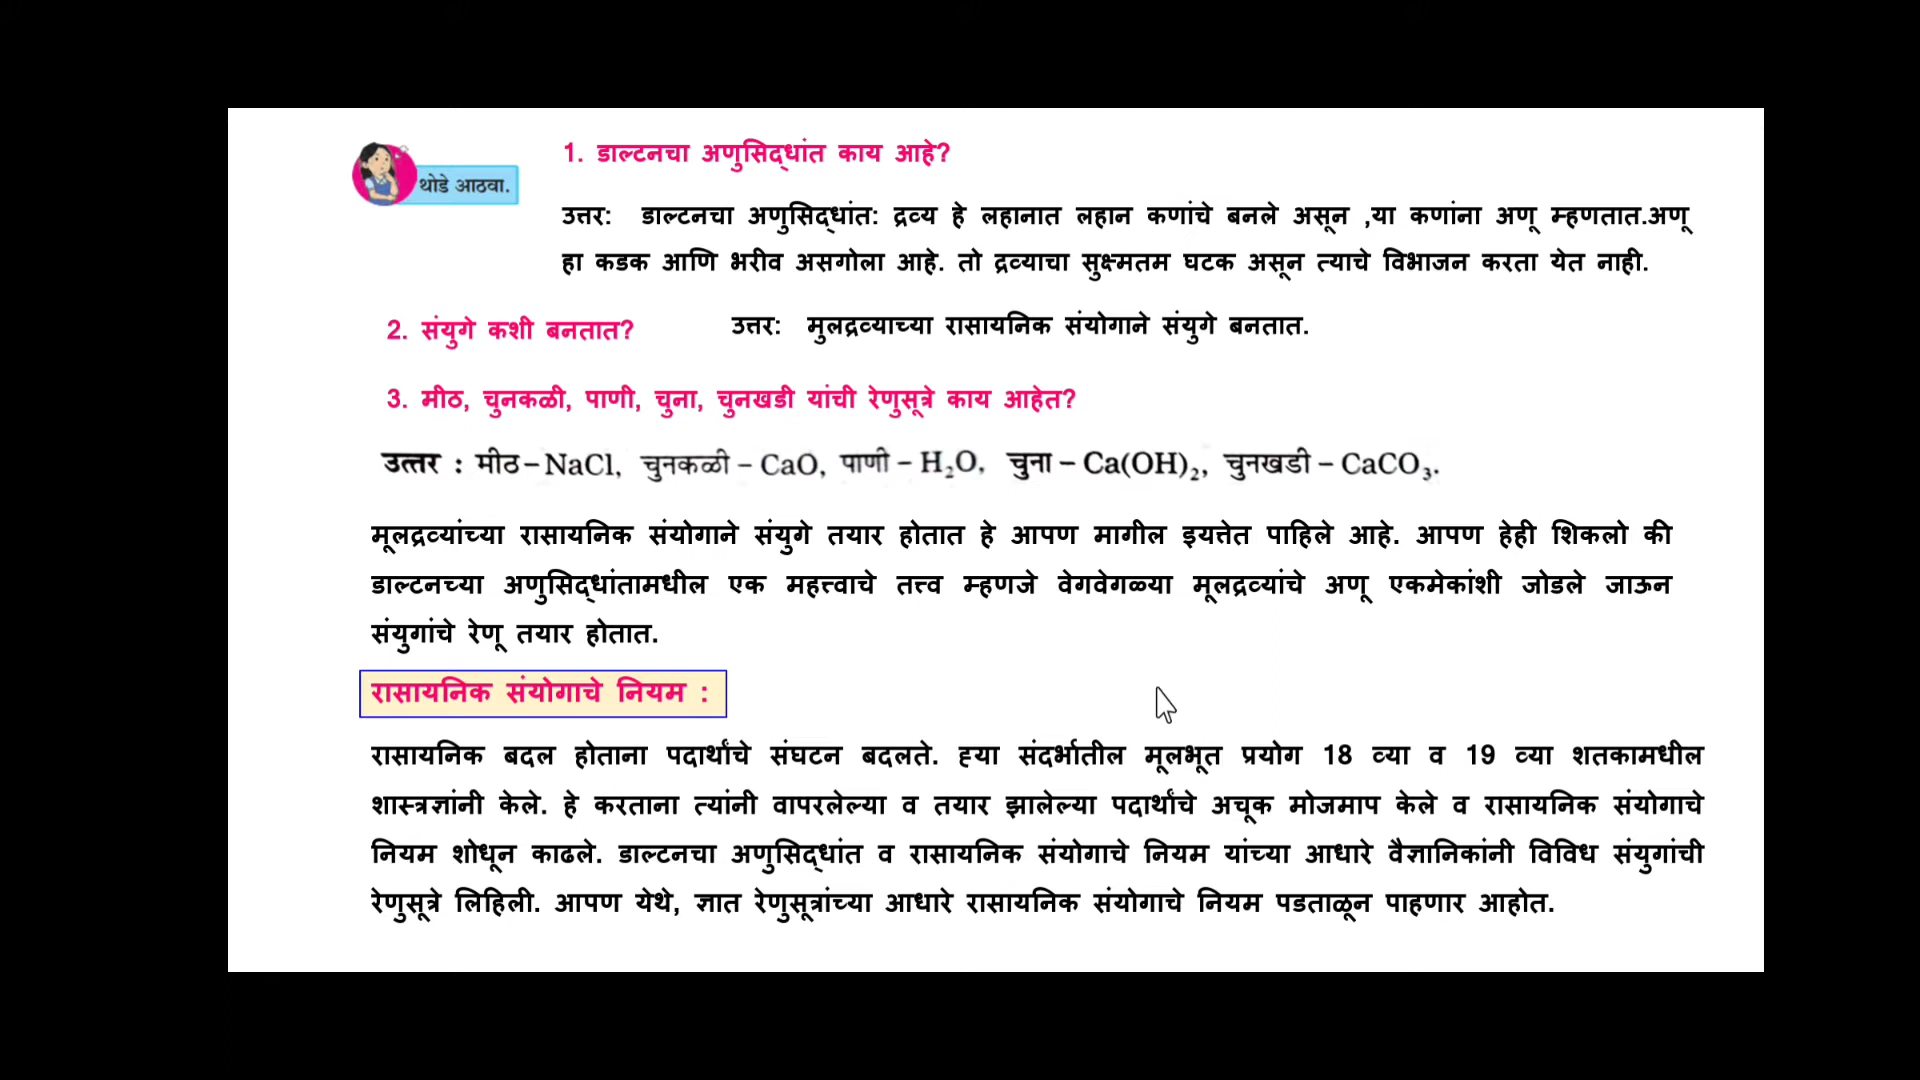 थोडे आठवा.
1. डाल्टनचा अणुसिद्धांत काय आहे?
उत्तर: डाल्टनचा अणुसिद्धांत: द्रव्य हे लहानात लहान कणांचे बनले असून ,या कणांना अणू म्हणतात.अणू
हा कडक आणि भरीव असगोला आहे. तो द्रव्याचा सुक्ष्मतम घटक असून त्याचे विभाजन करता येत नाही.
2. संयुगे कशी बनतात? उत्तर: मुलद्रव्याच्या रासायनिक संयोगाने संयुगे बनतात.
3. मीठ, चुनकळी, पाणी, चुना, चुनखडी यांची रेणुसूत्रे काय आहेत?
उत्तर : मीठ – NaCl, चुनकळी – CaO, पाणी – H₂O, चुना – Ca(OH)₂, चुनखडी – CaCO₃.
मूलद्रव्यांच्या रासायनिक संयोगाने संयुगे तयार होतात हे आपण मागील इयत्तेत पाहिले आहे. आपण हेही शिकलो की
डाल्टनच्या अणुसिद्धांतामधील एक महत्त्वाचे तत्त्व म्हणजे वेगवेगळ्या मूलद्रव्यांचे अणू एकमेकांशी जोडले जाऊन
संयुगांचे रेणू तयार होतात.
रासायनिक संयोगाचे नियम :
रासायनिक बदल होताना पदार्थांचे संघटन बदलते. ह्या संदर्भातील मूलभूत प्रयोग 18 व्या व 19 व्या शतकामधील
शास्त्रज्ञांनी केले. हे करताना त्यांनी वापरलेल्या व तयार झालेल्या पदार्थांचे अचूक मोजमाप केले व रासायनिक संयोगाचे
नियम शोधून काढले. डाल्टनचा अणुसिद्धांत व रासायनिक संयोगाचे नियम यांच्या आधारे वैज्ञानिकांनी विविध संयुगांची
रेणुसूत्रे लिहिली. आपण येथे, ज्ञात रेणुसूत्रांच्या आधारे रासायनिक संयोगाचे नियम पडताळून पाहणार आहोत.